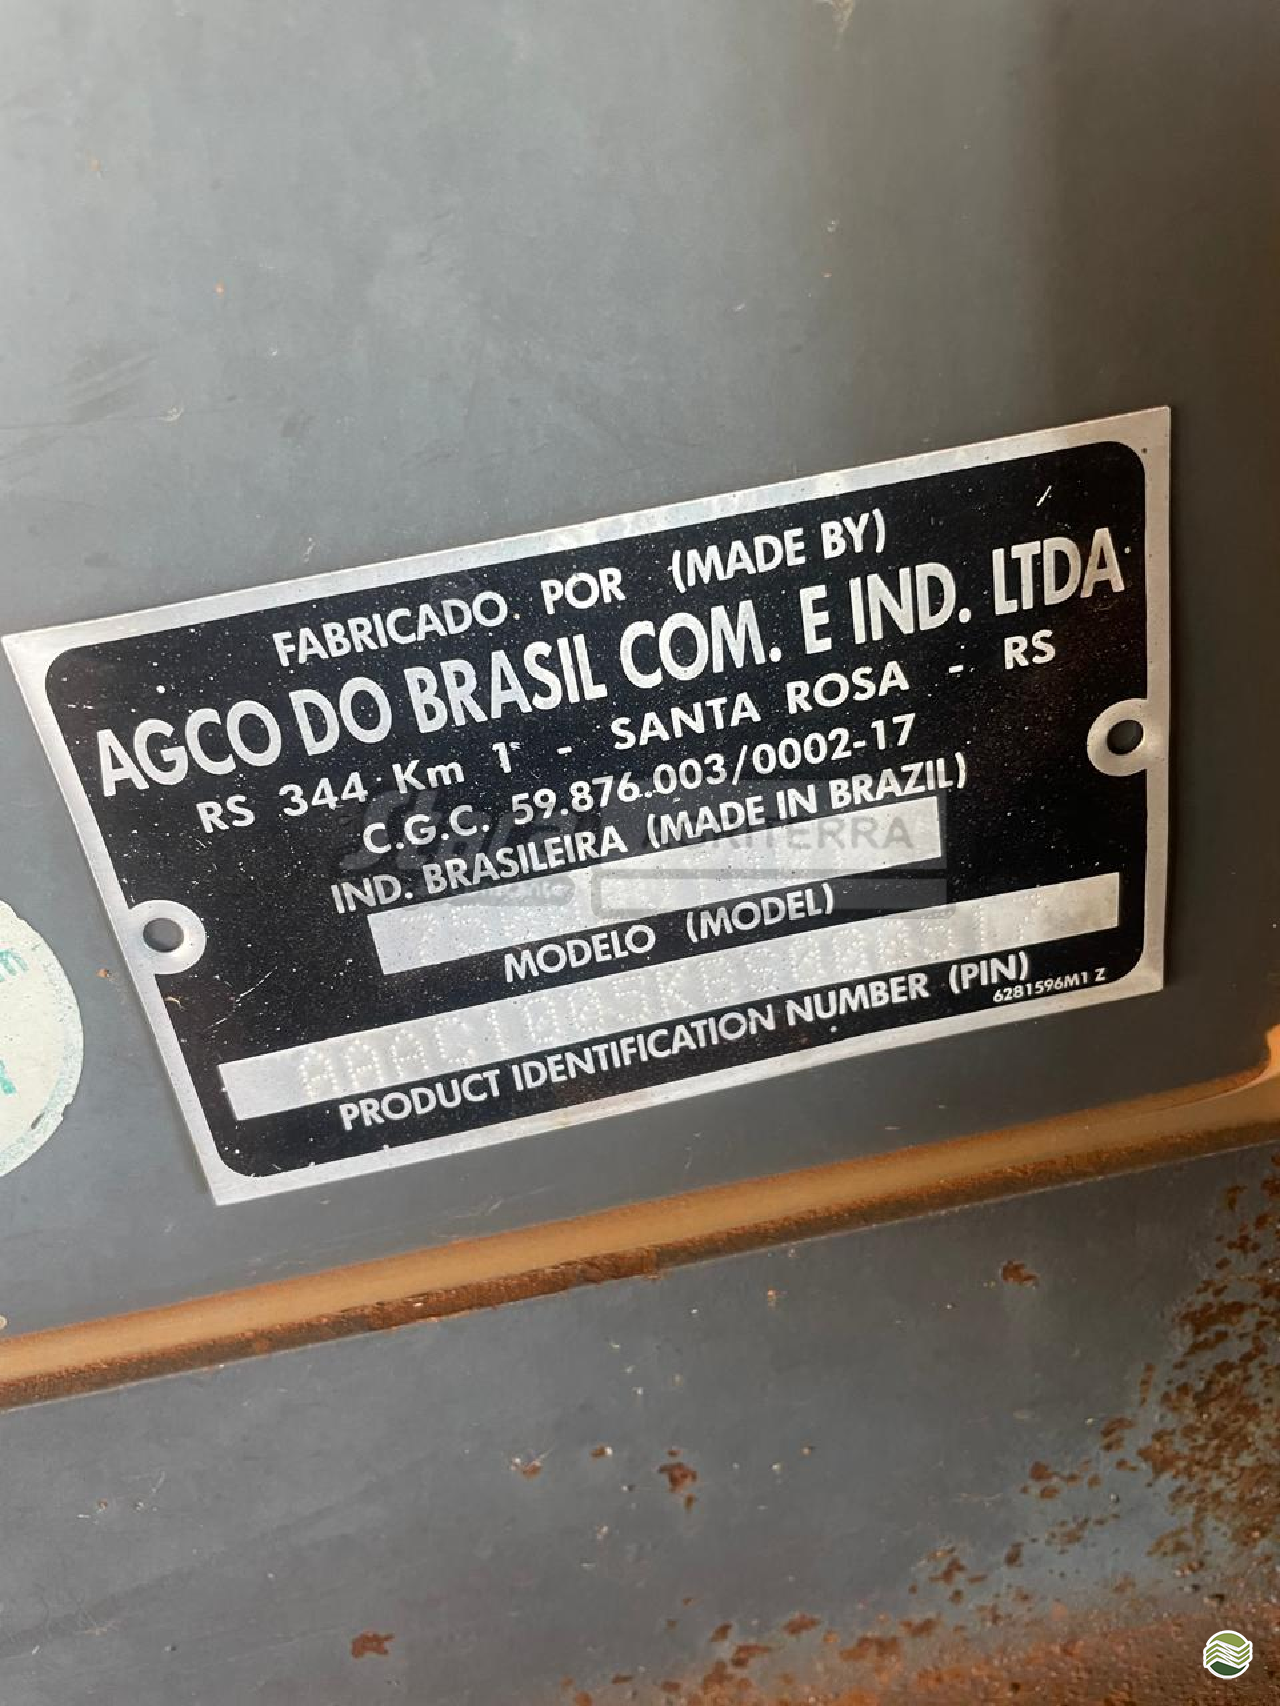 FABRICADO POR (MADE BY)
AGCO DO BRASIL COM. E IND. LTDA
RS 344 Km 1 - SANTA ROSA - RS
C.G.C. 59.876.003/0002-17
IND. BRASILEIRA (MADE IN BRAZIL)
AGRITERRA
MODELO (MODEL)
PRODUCT IDENTIFICATION NUMBER (PIN)
6281596M1 Z